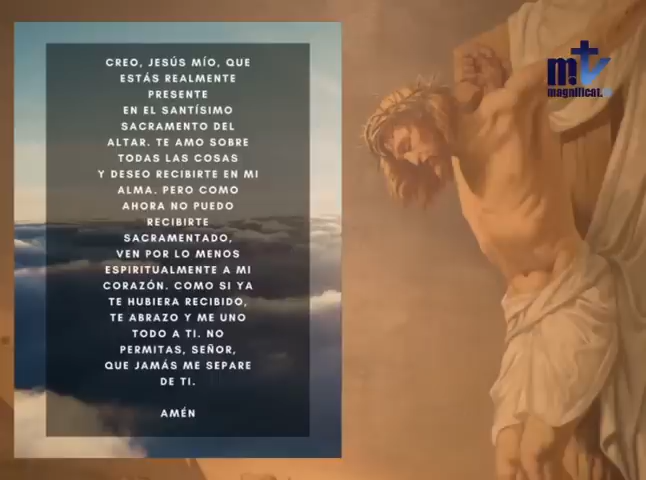 CREO, JESÚS MÍO, QUE
ESTÁS REALMENTE
PRESENTE
EN EL SANTÍSIMO
SACRAMENTO DEL
ALTAR. TE AMO SOBRE
TODAS LAS COSAS
Y DESEO RECIBIRTE EN MI
ALMA. PERO COMO
AHORA NO PUEDO
RECIBIRTE
SACRAMENTADO,
VEN POR LO MENOS
ESPIRITUALMENTE A MI
CORAZÓN. COMO SI YA
TE HUBIERA RECIBIDO,
TE ABRAZO Y ME UNO
TODO A TI. NO
PERMITAS, SEÑOR,
QUE JAMÁS ME SEPARE
DE TI.
AMÉN
mtv
magnificat.